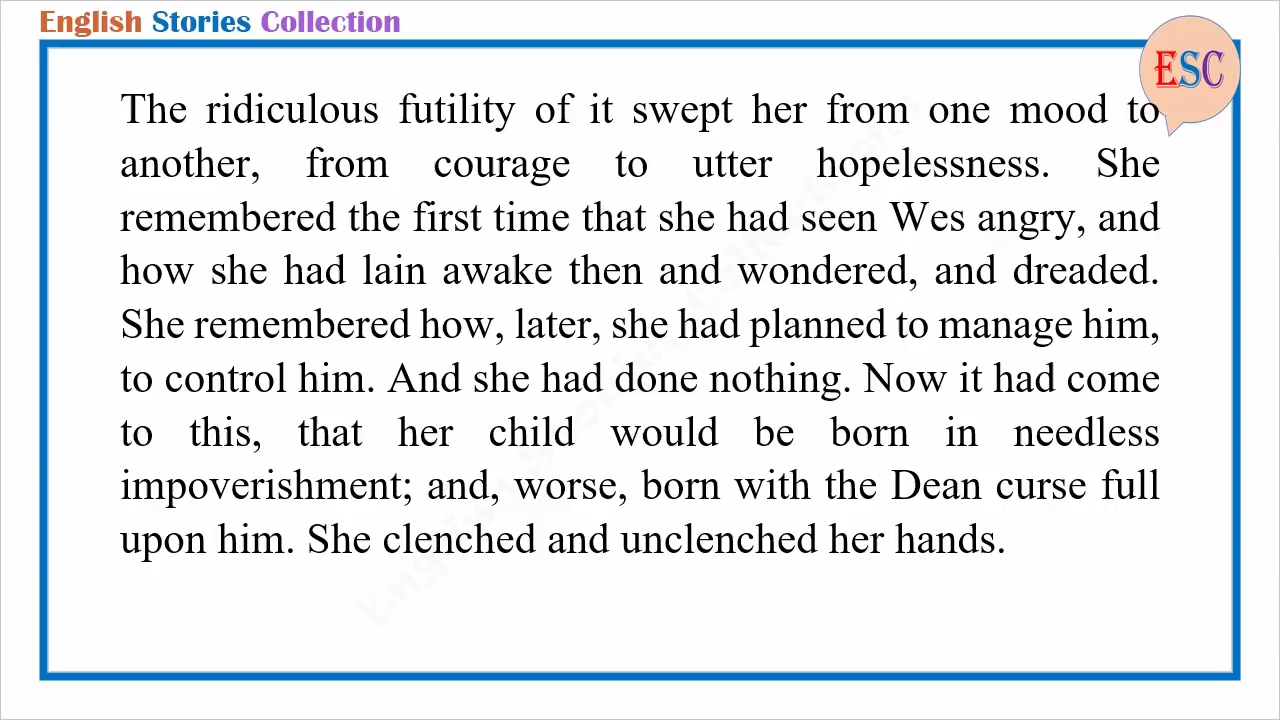 English Stories Collection
ESC
The ridiculous futility of it swept her from one mood to
another, from courage to utter hopelessness. She
remembered the first time that she had seen Wes angry, and
how she had lain awake then and wondered, and dreaded.
She remembered how, later, she had planned to manage him,
to control him. And she had done nothing. Now it had come
to this, that her child would be born in needless
impoverishment; and, worse, born with the Dean curse full
upon him. She clenched and unclenched her hands.